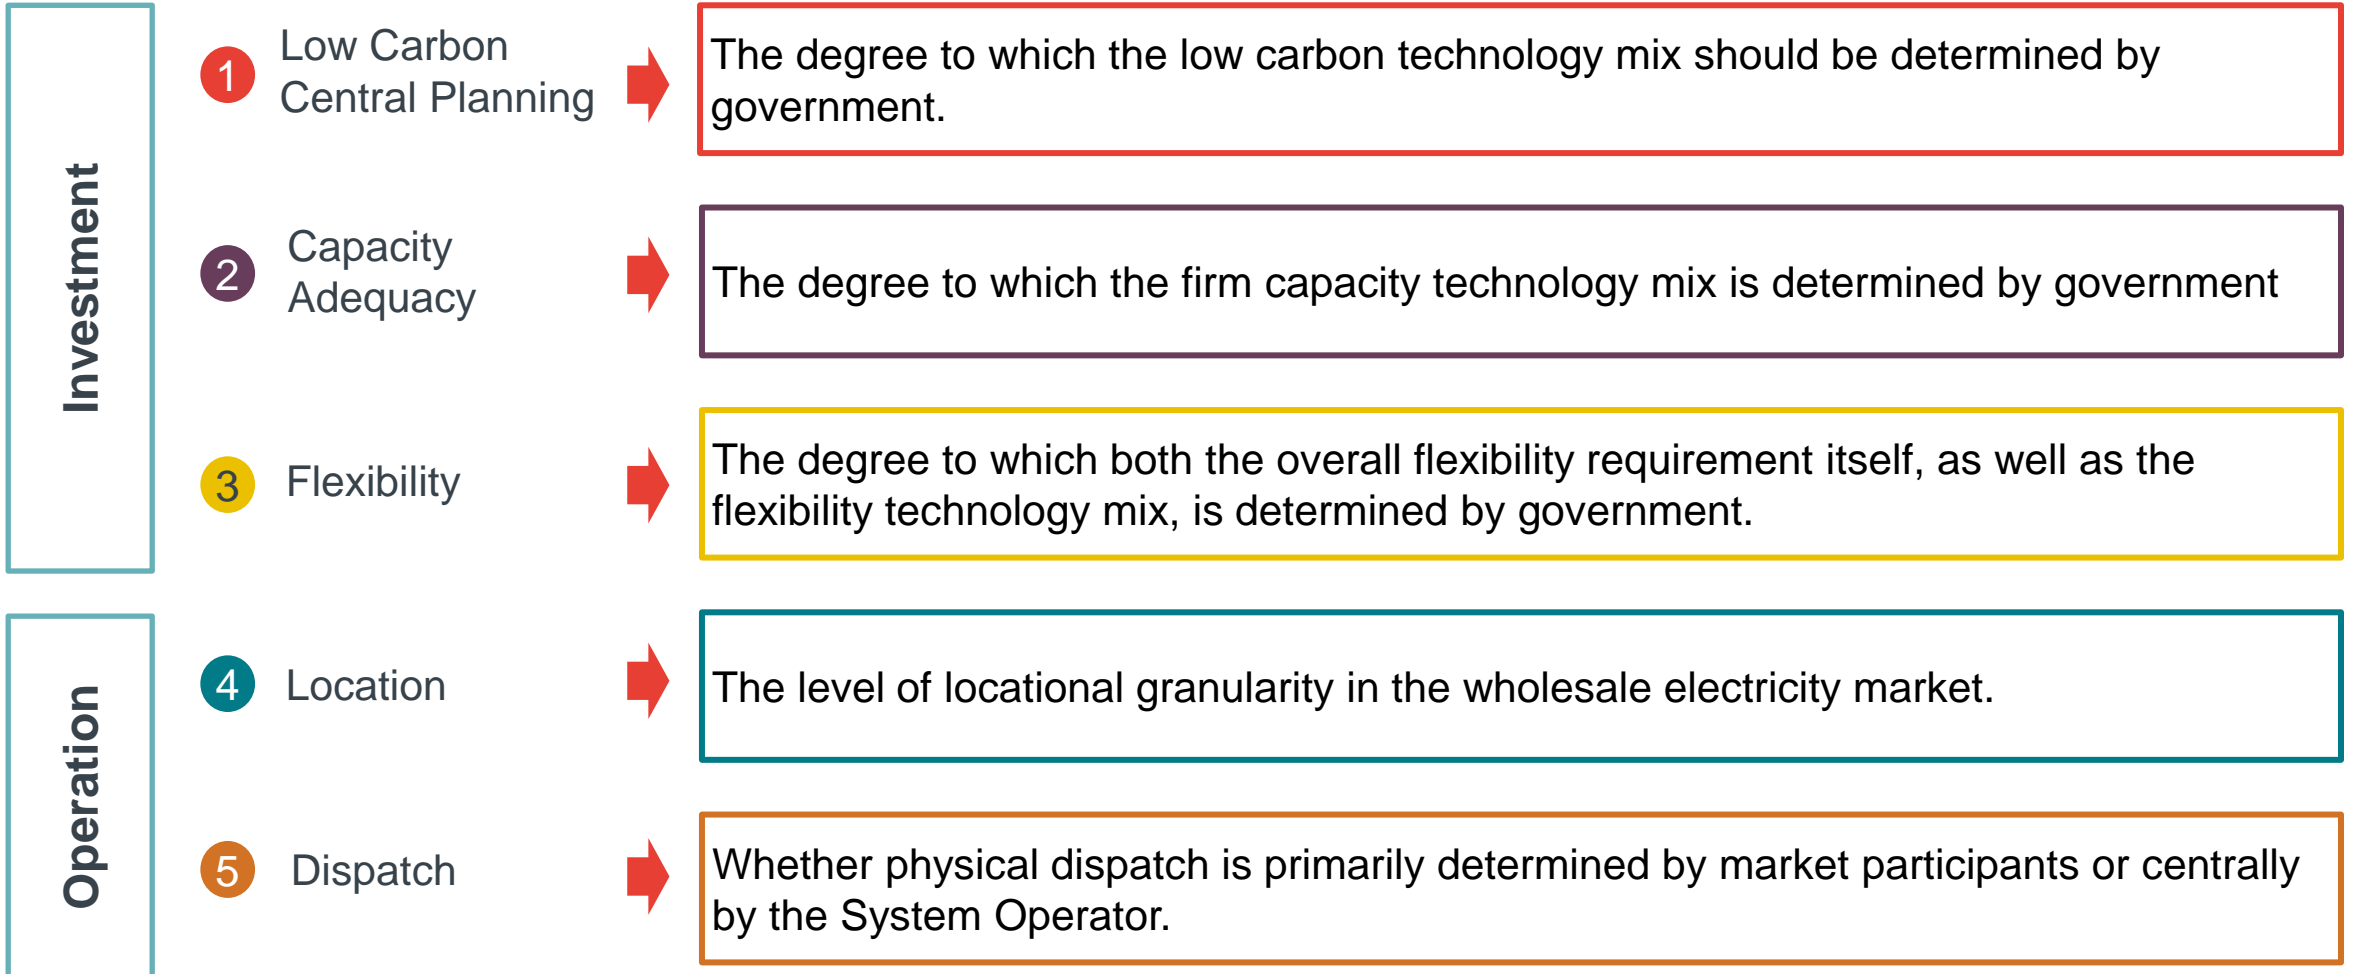 Investment
1
Low Carbon
Central Planning
The degree to which the low carbon technology mix should be determined by
government.
2
Capacity
Adequacy
The degree to which the firm capacity technology mix is determined by government
3
Flexibility
The degree to which both the overall flexibility requirement itself, as well as the
flexibility technology mix, is determined by government.
Operation
4
Location
The level of locational granularity in the wholesale electricity market.
5
Dispatch
Whether physical dispatch is primarily determined by market participants or centrally
by the System Operator.